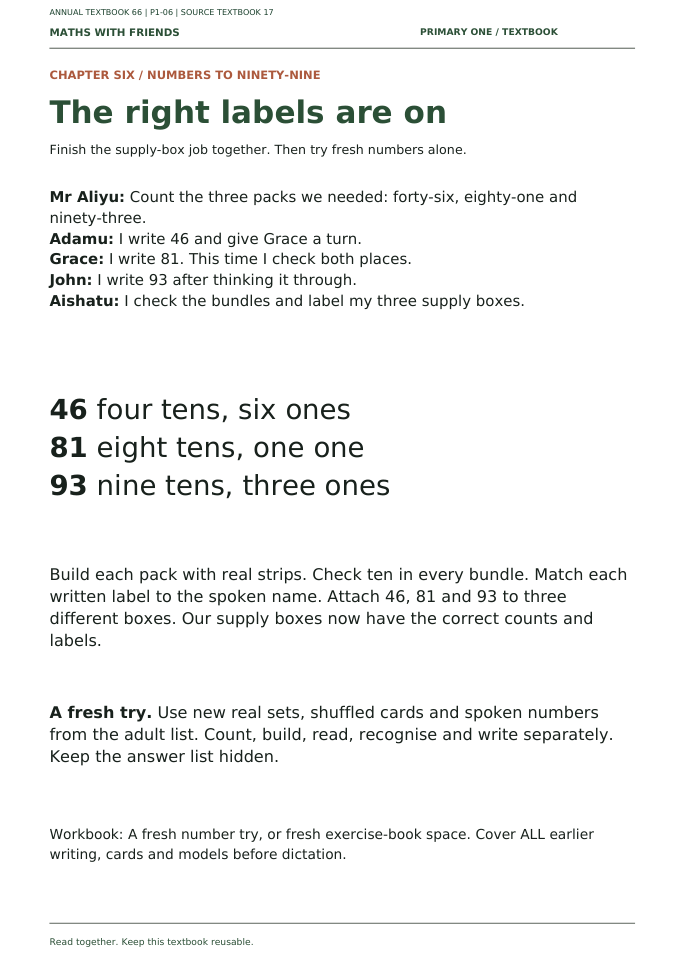 ANNUAL TEXTBOOK 66 | P1-06 | SOURCE TEXTBOOK 17
MATHS WITH FRIENDS
PRIMARY ONE / TEXTBOOK
CHAPTER SIX / NUMBERS TO NINETY-NINE
The right labels are on
Finish the supply-box job together. Then try fresh numbers alone.
Mr Aliyu: Count the three packs we needed: forty-six, eighty-one and
ninety-three.
Adamu: I write 46 and give Grace a turn.
Grace: I write 81. This time I check both places.
John: I write 93 after thinking it through.
Aishatu: I check the bundles and label my three supply boxes.
46 four tens, six ones
81 eight tens, one one
93 nine tens, three ones
Build each pack with real strips. Check ten in every bundle. Match each
written label to the spoken name. Attach 46, 81 and 93 to three
different boxes. Our supply boxes now have the correct counts and
labels.
A fresh try. Use new real sets, shuffled cards and spoken numbers
from the adult list. Count, build, read, recognise and write separately.
Keep the answer list hidden.
Workbook: A fresh number try, or fresh exercise-book space. Cover ALL earlier
writing, cards and models before dictation.
Read together. Keep this textbook reusable.